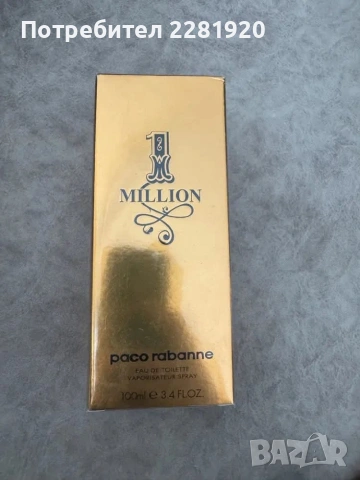 Потребител 2281920
1
MILLION
paco rabanne
EAU DE TOILETTE
VAPORISATEUR SPRAY
100ml e 3.4 FL.OZ.
BAZAR